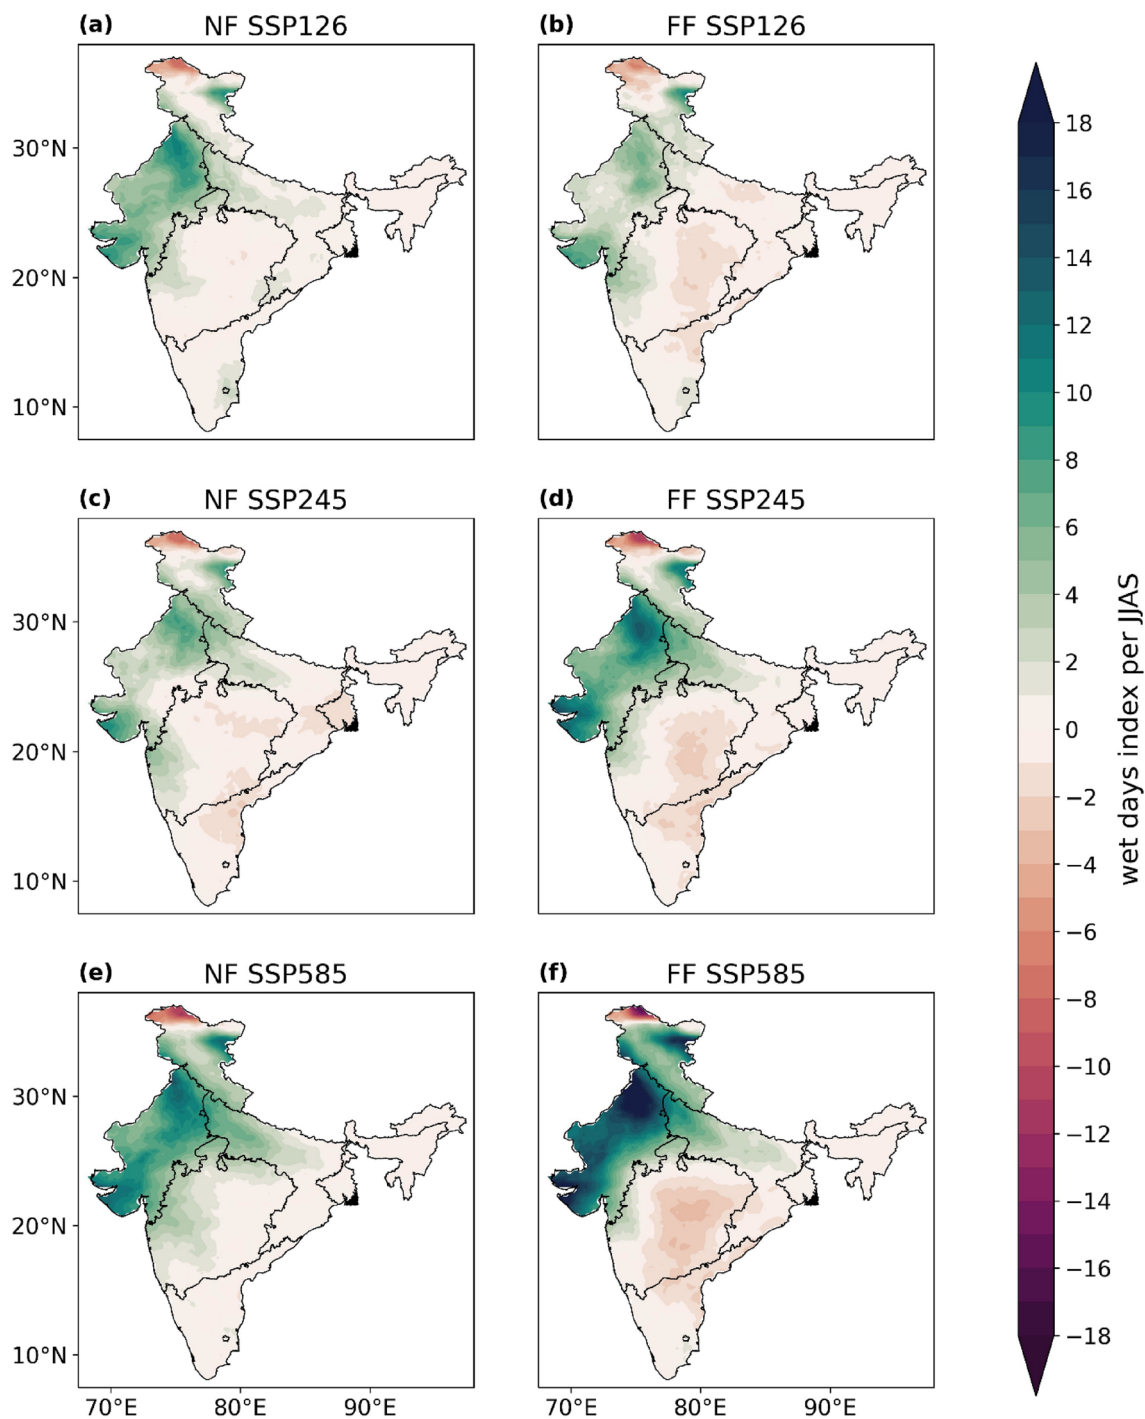 (a) NF SSP126
(b) FF SSP126
30°N
20°N
10°N
(c) NF SSP245
(d) FF SSP245
30°N
20°N
10°N
(e) NF SSP585
(f) FF SSP585
30°N
20°N
10°N
70°E 80°E 90°E
70°E 80°E 90°E
18
16
14
12
10
8
6
4
2
0
−2
−4
−6
−8
−10
−12
−14
−16
−18
wet days index per JJAS